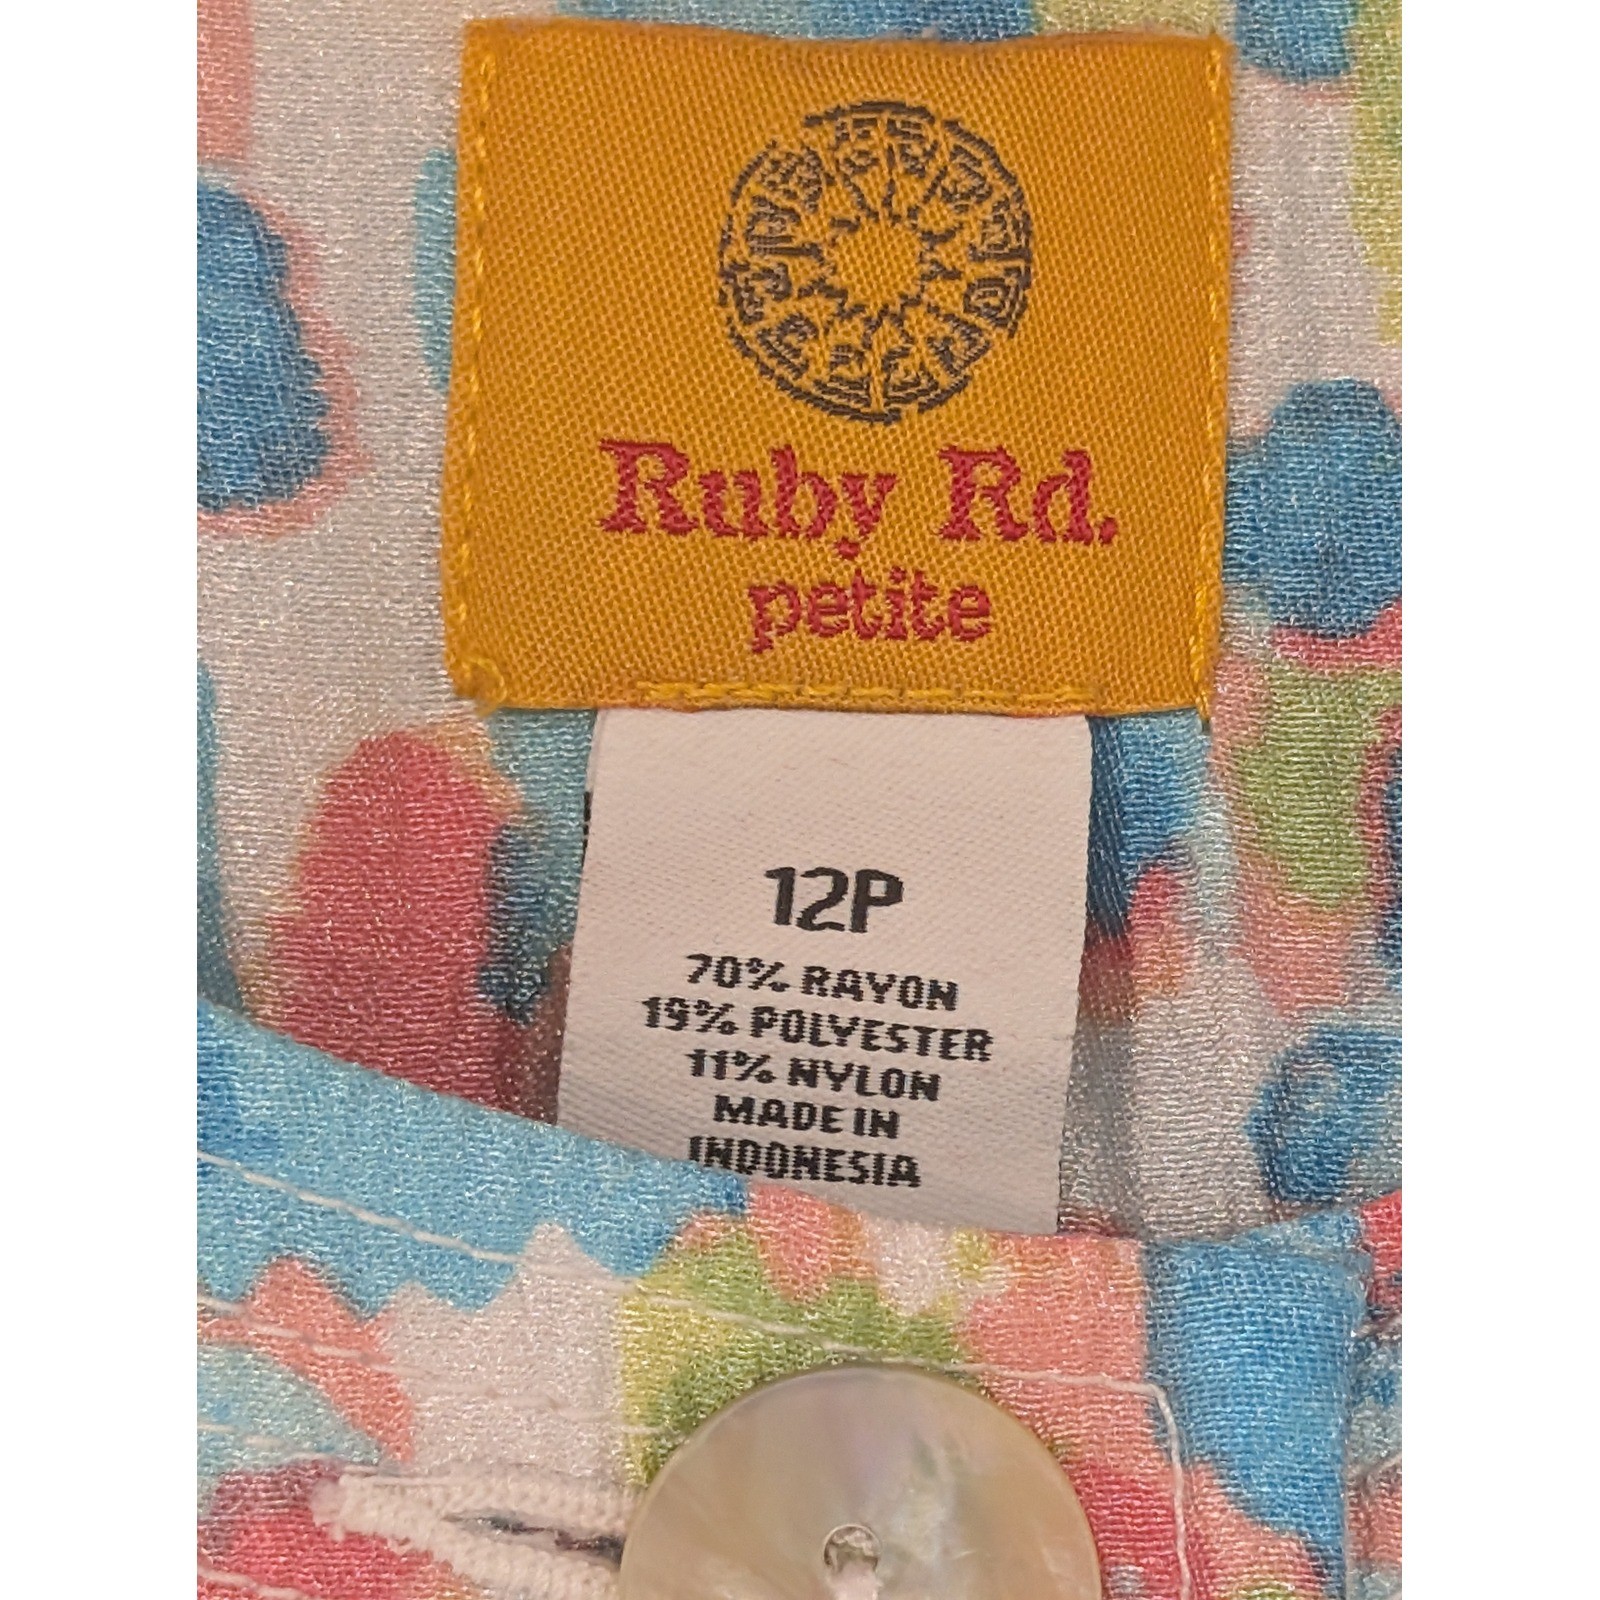 Ruby Rd.
petite
12P
70% RAYON
19% POLYESTER
11% NYLON
MADE IN
INDONESIA